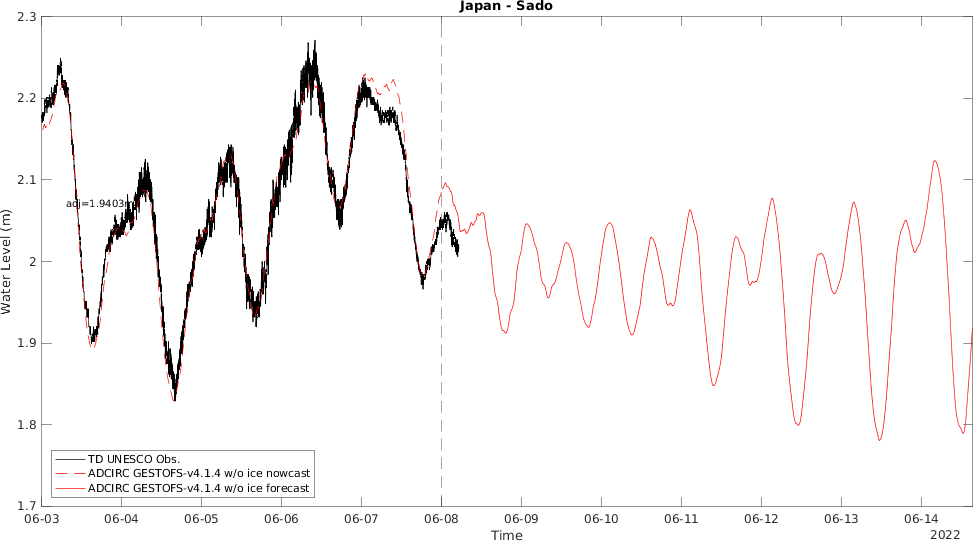 Japan - Sado
2.3
2.2
2.1
2
1.9
1.8
1.7
Water Level (m)
adj=1.9403m
TD UNESCO Obs.
ADCIRC GESTOFS-v4.1.4 w/o ice nowcast
ADCIRC GESTOFS-v4.1.4 w/o ice forecast
06-03 06-04 06-05 06-06 06-07 06-08 06-09 06-10 06-11 06-12 06-13 06-14
Time
2022